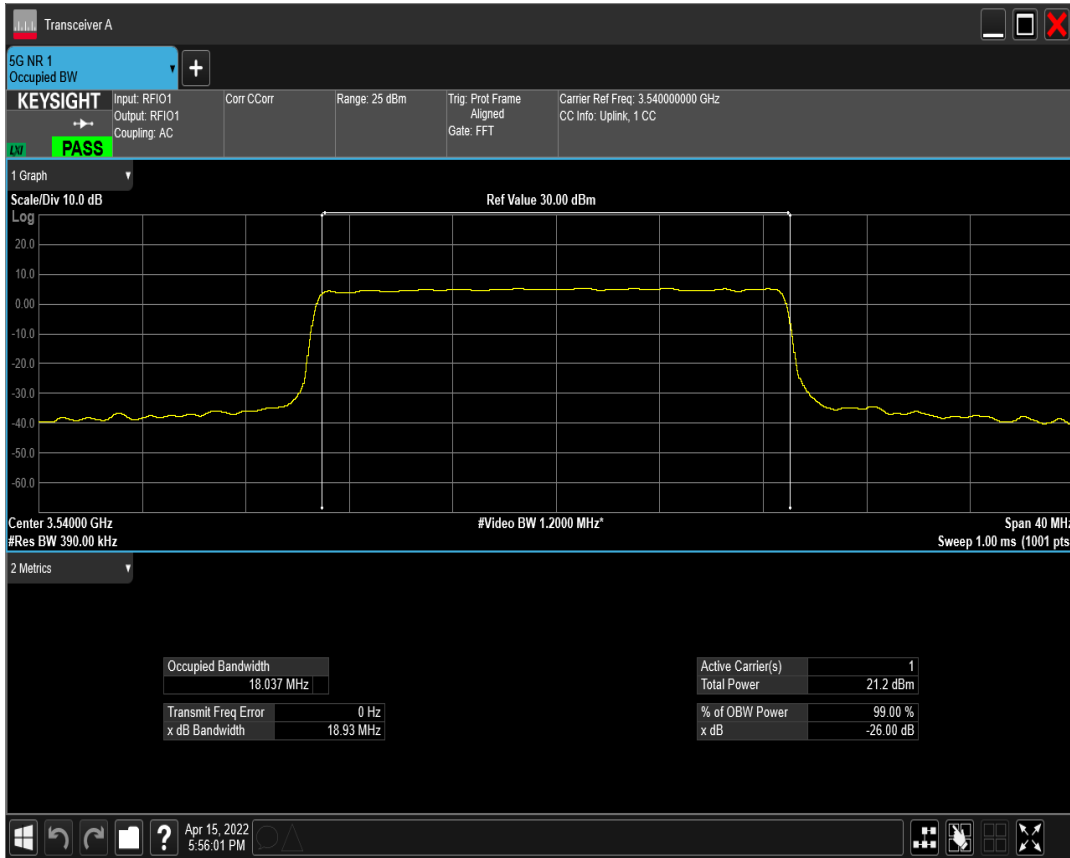 Transceiver A
5G NR 1
Occupied BW
KEYSIGHT
LXI
PASS
Input: RFIO1
Output: RFIO1
Coupling: AC
Corr CCorr
Range: 25 dBm
Trig: Prot Frame
Aligned
Gate: FFT
Carrier Ref Freq: 3.540000000 GHz
CC Info: Uplink, 1 CC
1 Graph
Scale/Div 10.0 dB
Ref Value 30.00 dBm
Log
20.0
10.0
0.00
-10.0
-20.0
-30.0
-40.0
-50.0
-60.0
Center 3.54000 GHz
#Video BW 1.2000 MHz*
Span 40 MHz
#Res BW 390.00 kHz
Sweep 1.00 ms (1001 pts
2 Metrics
Occupied Bandwidth
18.037 MHz
Transmit Freq Error 0 Hz
x dB Bandwidth 18.93 MHz
Active Carrier(s) 1
Total Power 21.2 dBm
% of OBW Power 99.00 %
x dB -26.00 dB
?
Apr 15, 2022
5:56:01 PM